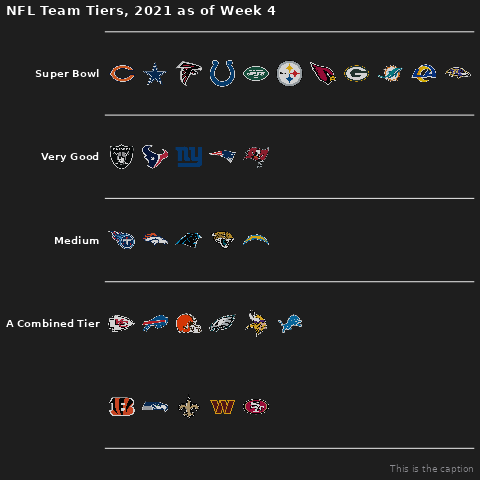 NFL Team Tiers, 2021 as of Week 4
Super Bowl
Very Good
Medium
A Combined Tier
This is the caption